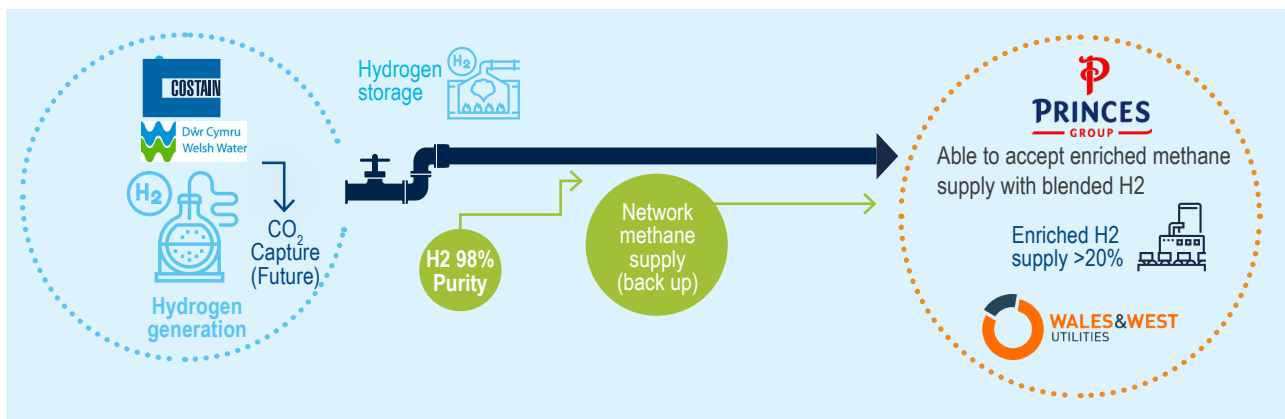 COSTAIN
Dŵr Cymru
Welsh Water
H2
CO2
Capture
(Future)
Hydrogen
generation
Hydrogen
storage
H2
H2 98%
Purity
Network
methane
supply
(back up)
PRINCES
GROUP
Able to accept enriched methane
supply with blended H2
Enriched H2
supply >20%
WALES&WEST
UTILITIES